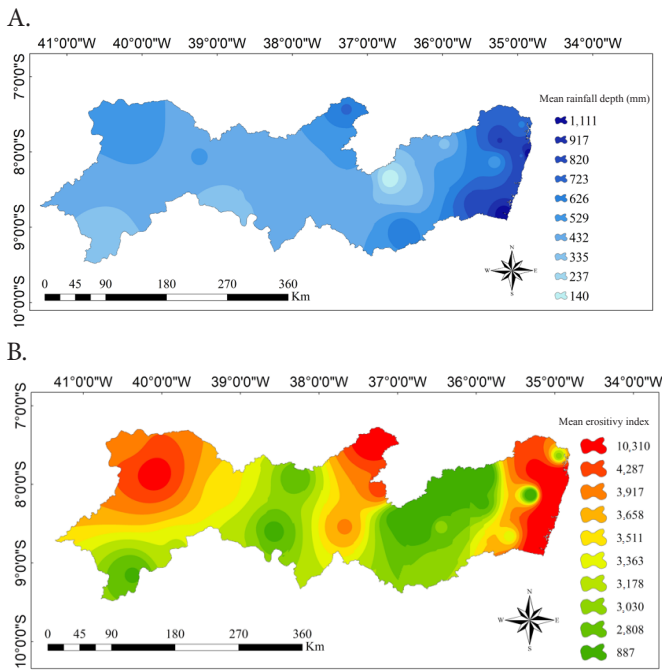 A.
41°0'0"W 40°0'0"W 39°0'0"W 38°0'0"W 37°0'0"W 36°0'0"W 35°0'0"W 34°0'0"W
7°0'0"S
8°0'0"S
9°0'0"S
10°0'0"S
Mean rainfall depth (mm)
1,111
917
820
723
626
529
432
335
237
140
0 45 90 180 270 360
Km
N
W E
S
B.
41°0'0"W 40°0'0"W 39°0'0"W 38°0'0"W 37°0'0"W 36°0'0"W 35°0'0"W 34°0'0"W
7°0'0"S
8°0'0"S
9°0'0"S
10°0'0"S
Mean erositivy index
10,310
4,287
3,917
3,658
3,511
3,363
3,178
3,030
2,808
887
0 45 90 180 270 360
Km
N
W E
S